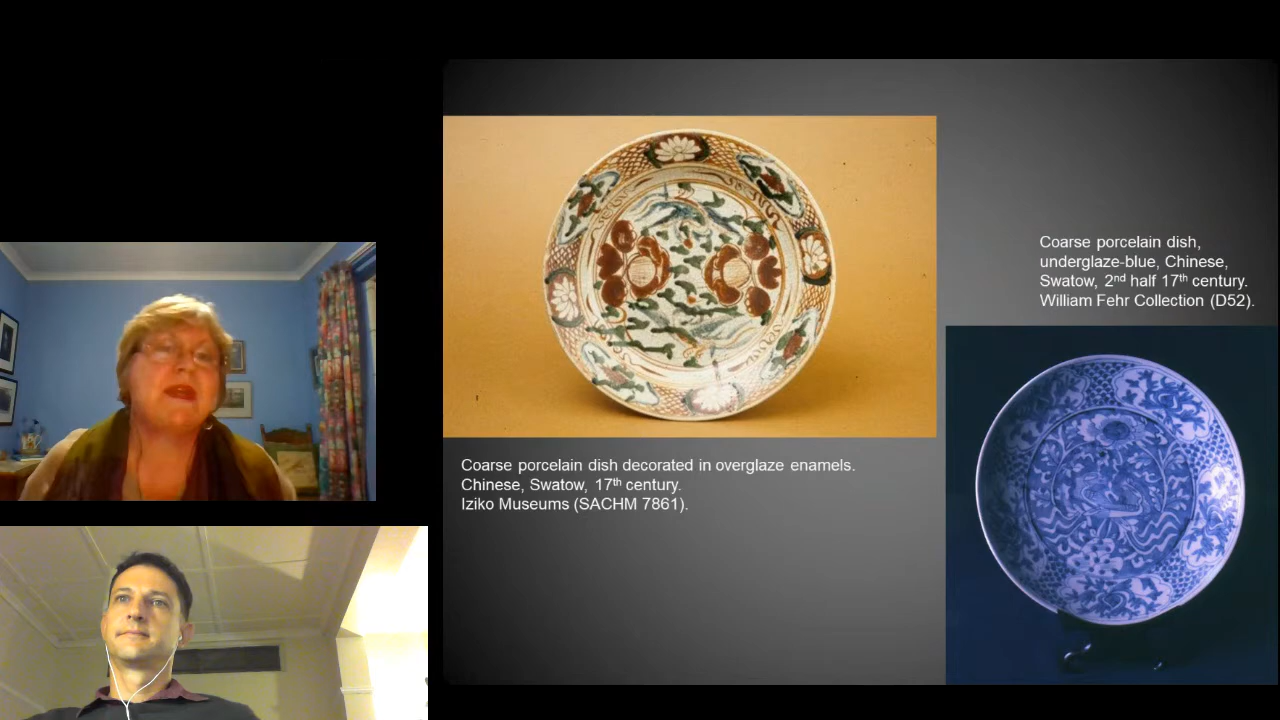 Coarse porcelain dish,
underglaze-blue, Chinese,
Swatow, 2nd half 17th century.
William Fehr Collection (D52).
Coarse porcelain dish decorated in overglaze enamels.
Chinese, Swatow, 17th century.
Iziko Museums (SACHM 7861).